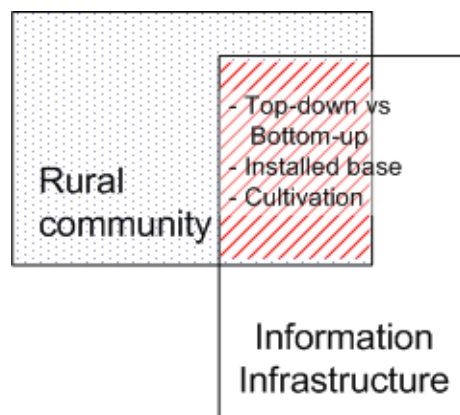 - Top-down vs
Bottom-up
- Installed base
- Cultivation
Rural
community
Information
Infrastructure